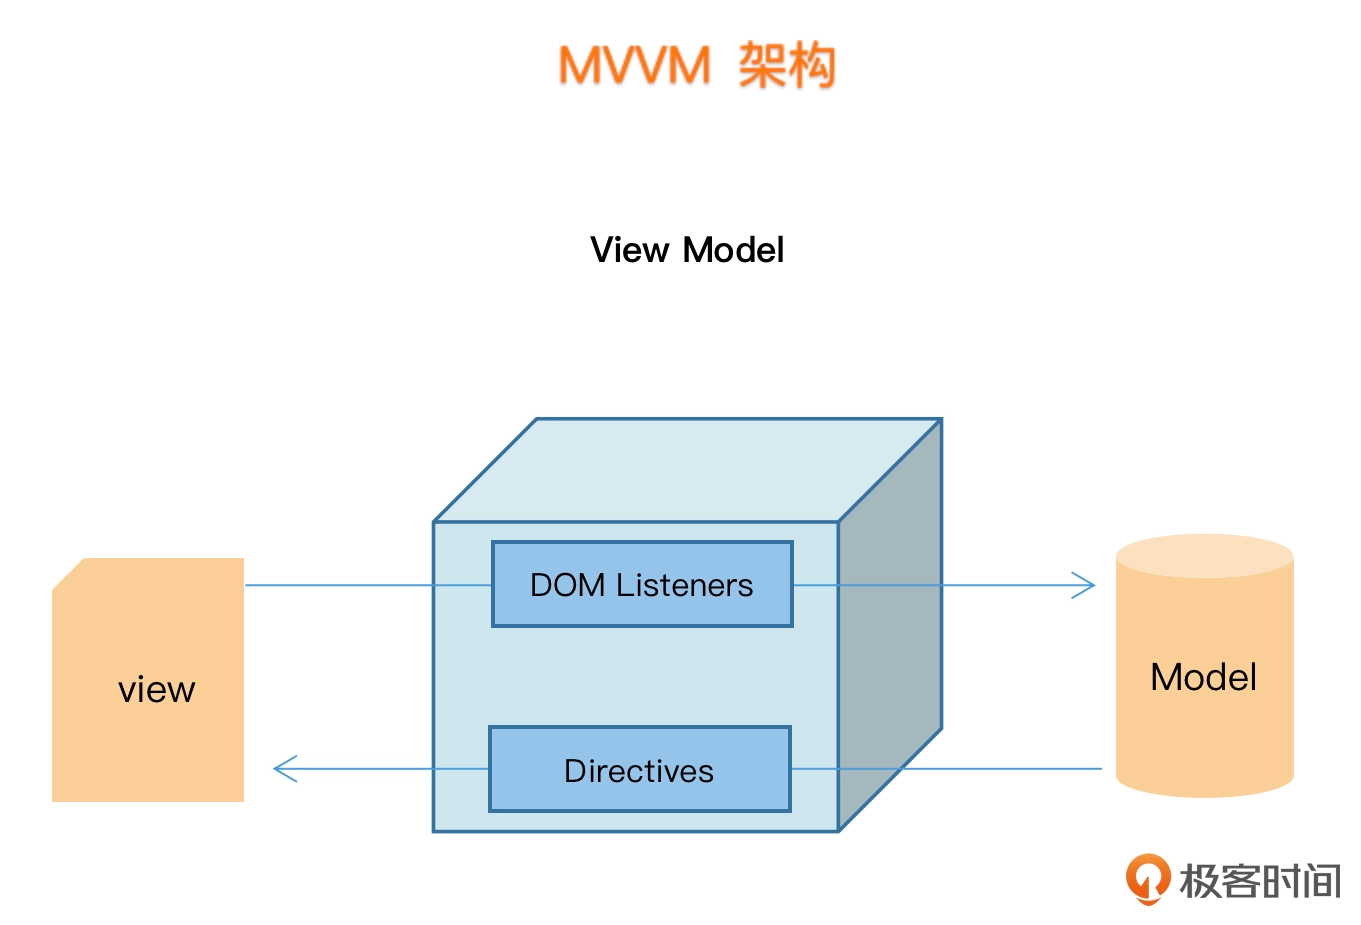 MVVM 架构
View Model
DOM Listeners
view
Model
Directives
极客时间